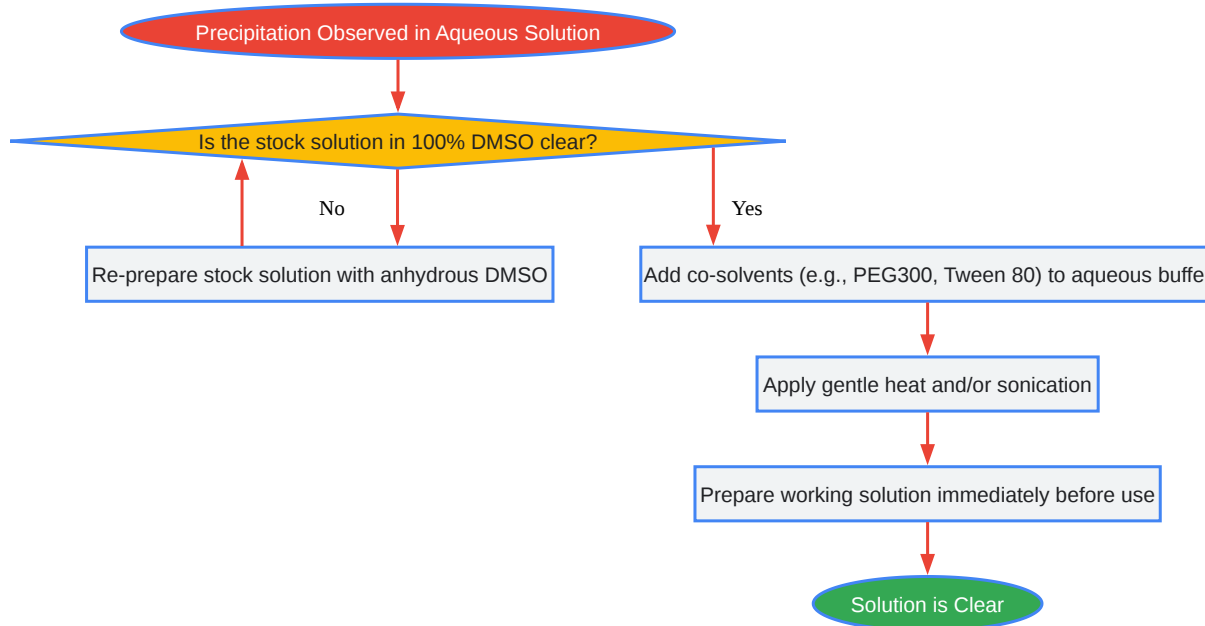 Precipitation Observed in Aqueous Solution
Is the stock solution in 100% DMSO clear?
No
Yes
Re-prepare stock solution with anhydrous DMSO
Add co-solvents (e.g., PEG300, Tween 80) to aqueous buffe
Apply gentle heat and/or sonication
Prepare working solution immediately before use
Solution is Clear